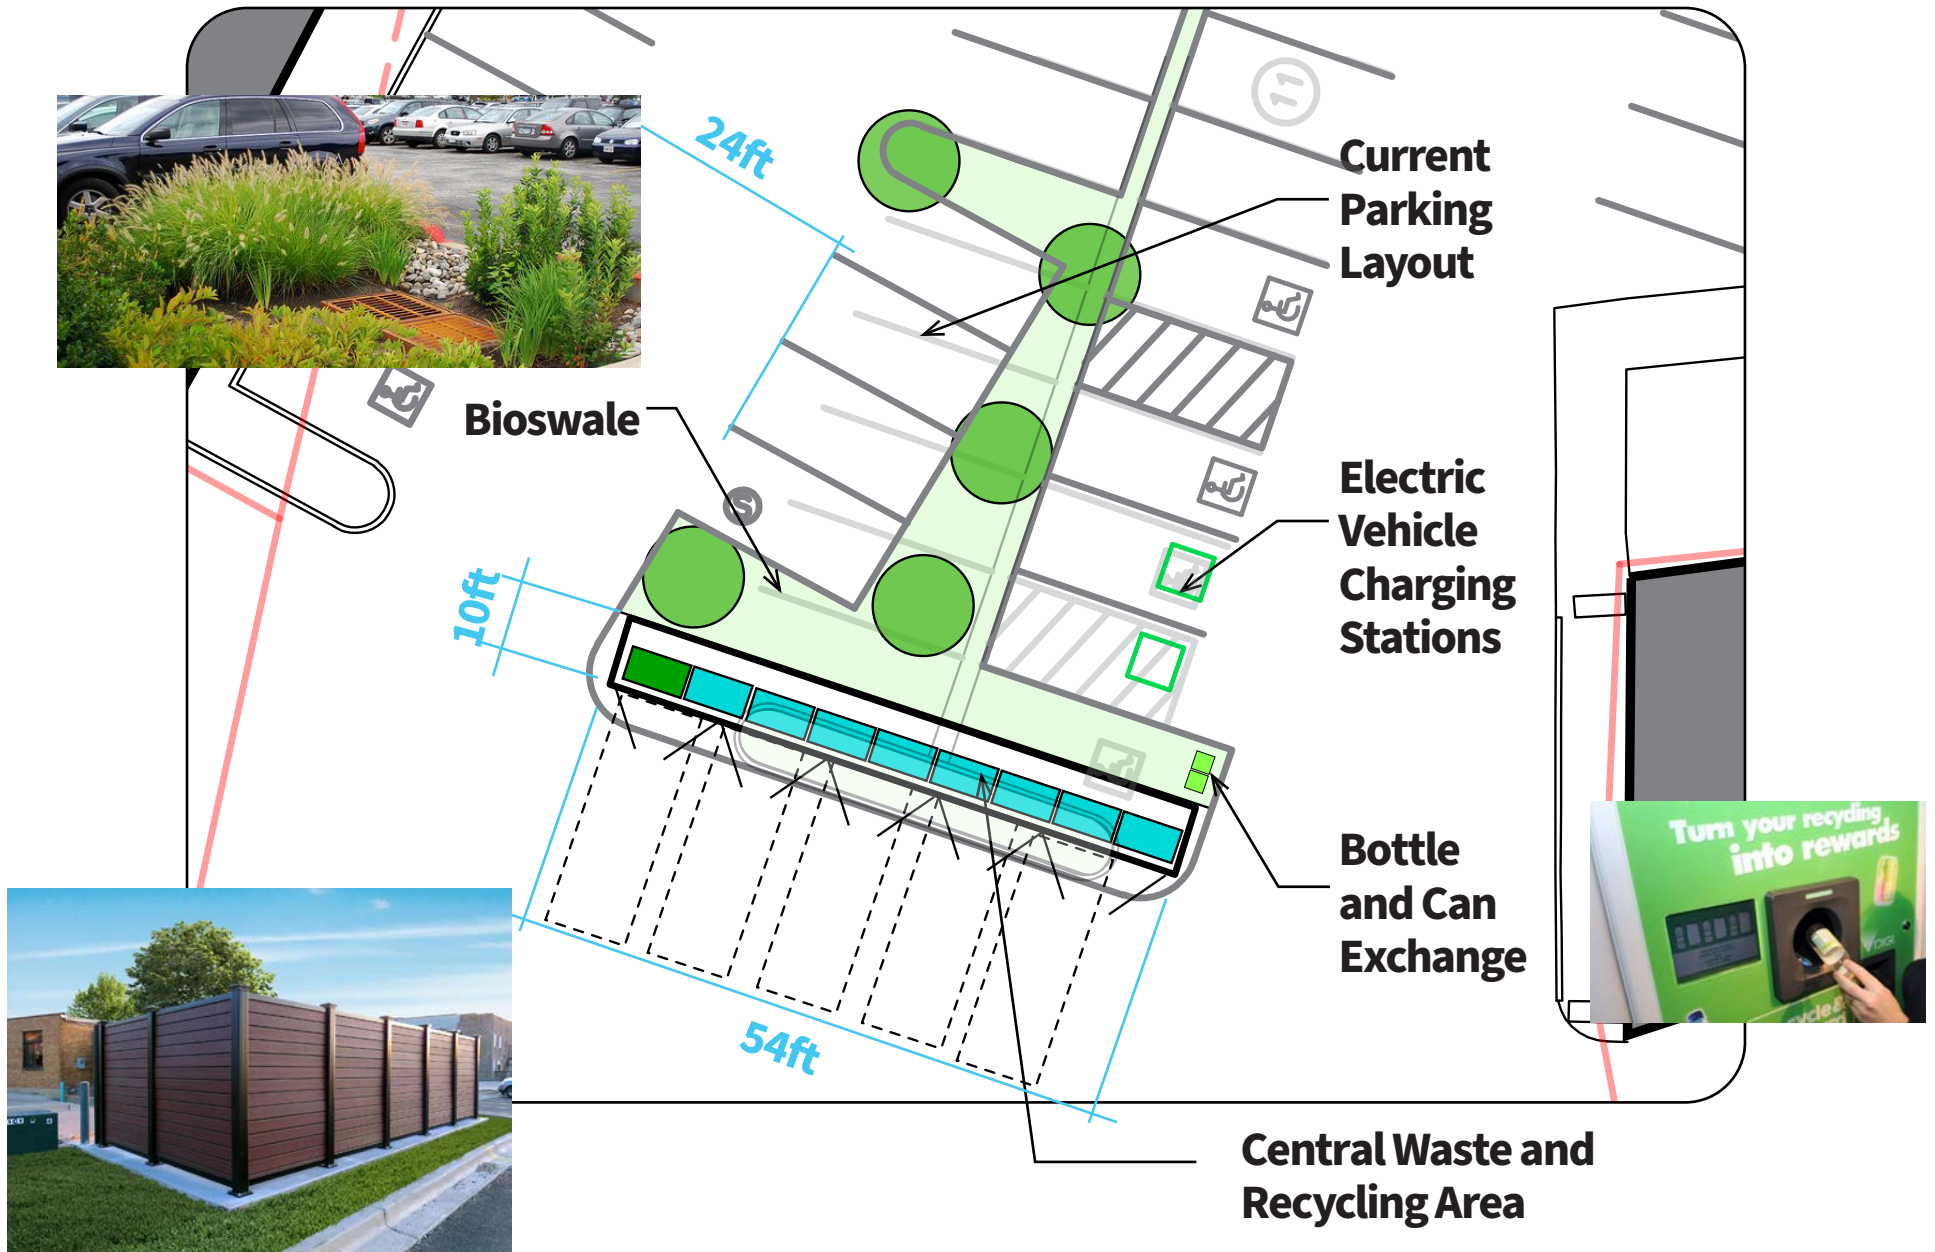 24ft
11
Current
Parking
Layout
Bioswale
S
Electric
Vehicle
Charging
Stations
10ft
Turn your recycling
into rewards
Bottle
and Can
Exchange
54ft
Central Waste and
Recycling Area